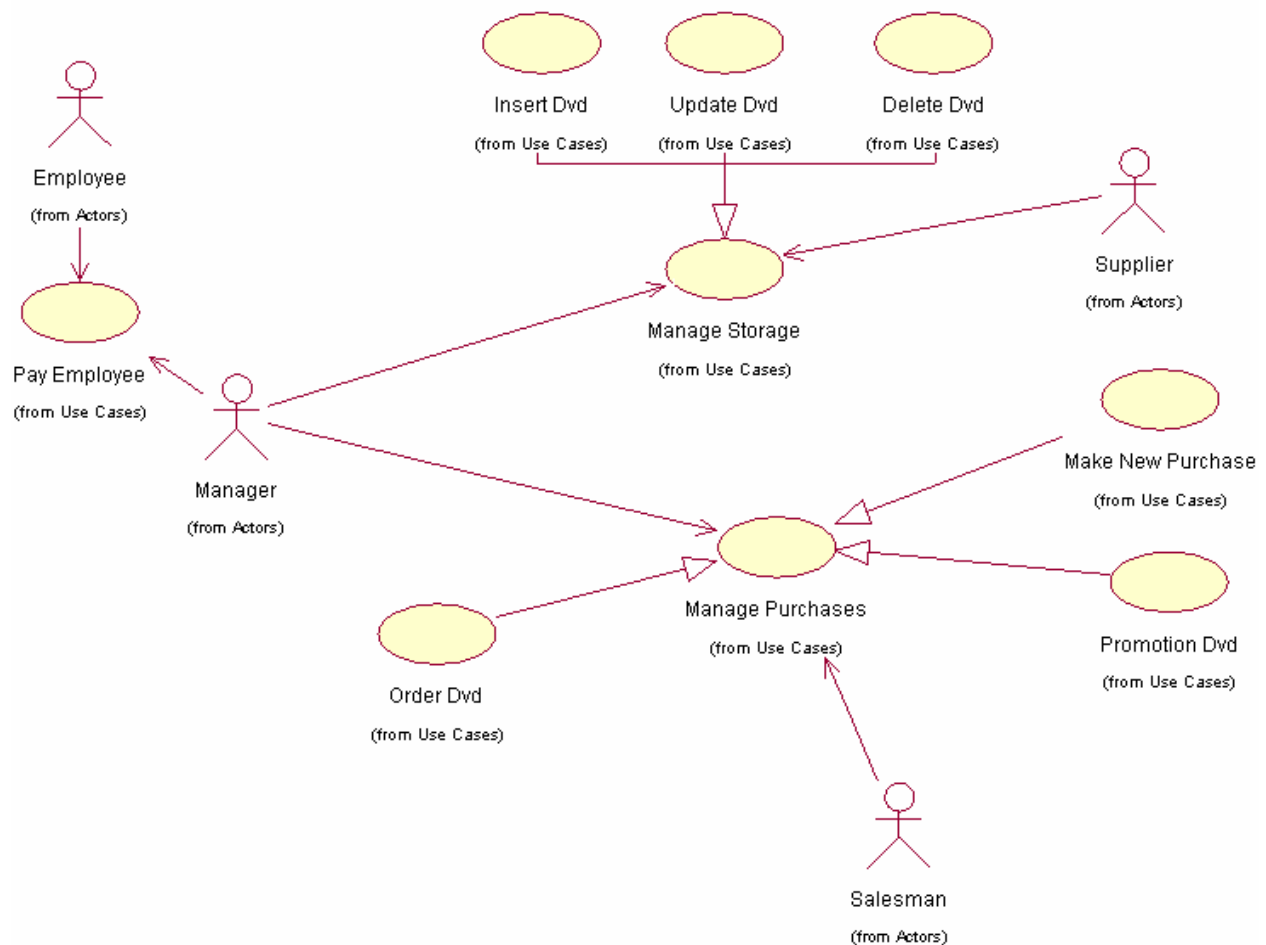 Insert Dvd
(from Use Cases)
Update Dvd
(from Use Cases)
Delete Dvd
(from Use Cases)
Employee
(from Actors)
Supplier
(from Actors)
Manage Storage
(from Use Cases)
Pay Employee
(from Use Cases)
Manager
(from Actors)
Make New Purchase
(from Use Cases)
Manage Purchases
(from Use Cases)
Promotion Dvd
(from Use Cases)
Order Dvd
(from Use Cases)
Salesman
(from Actors)